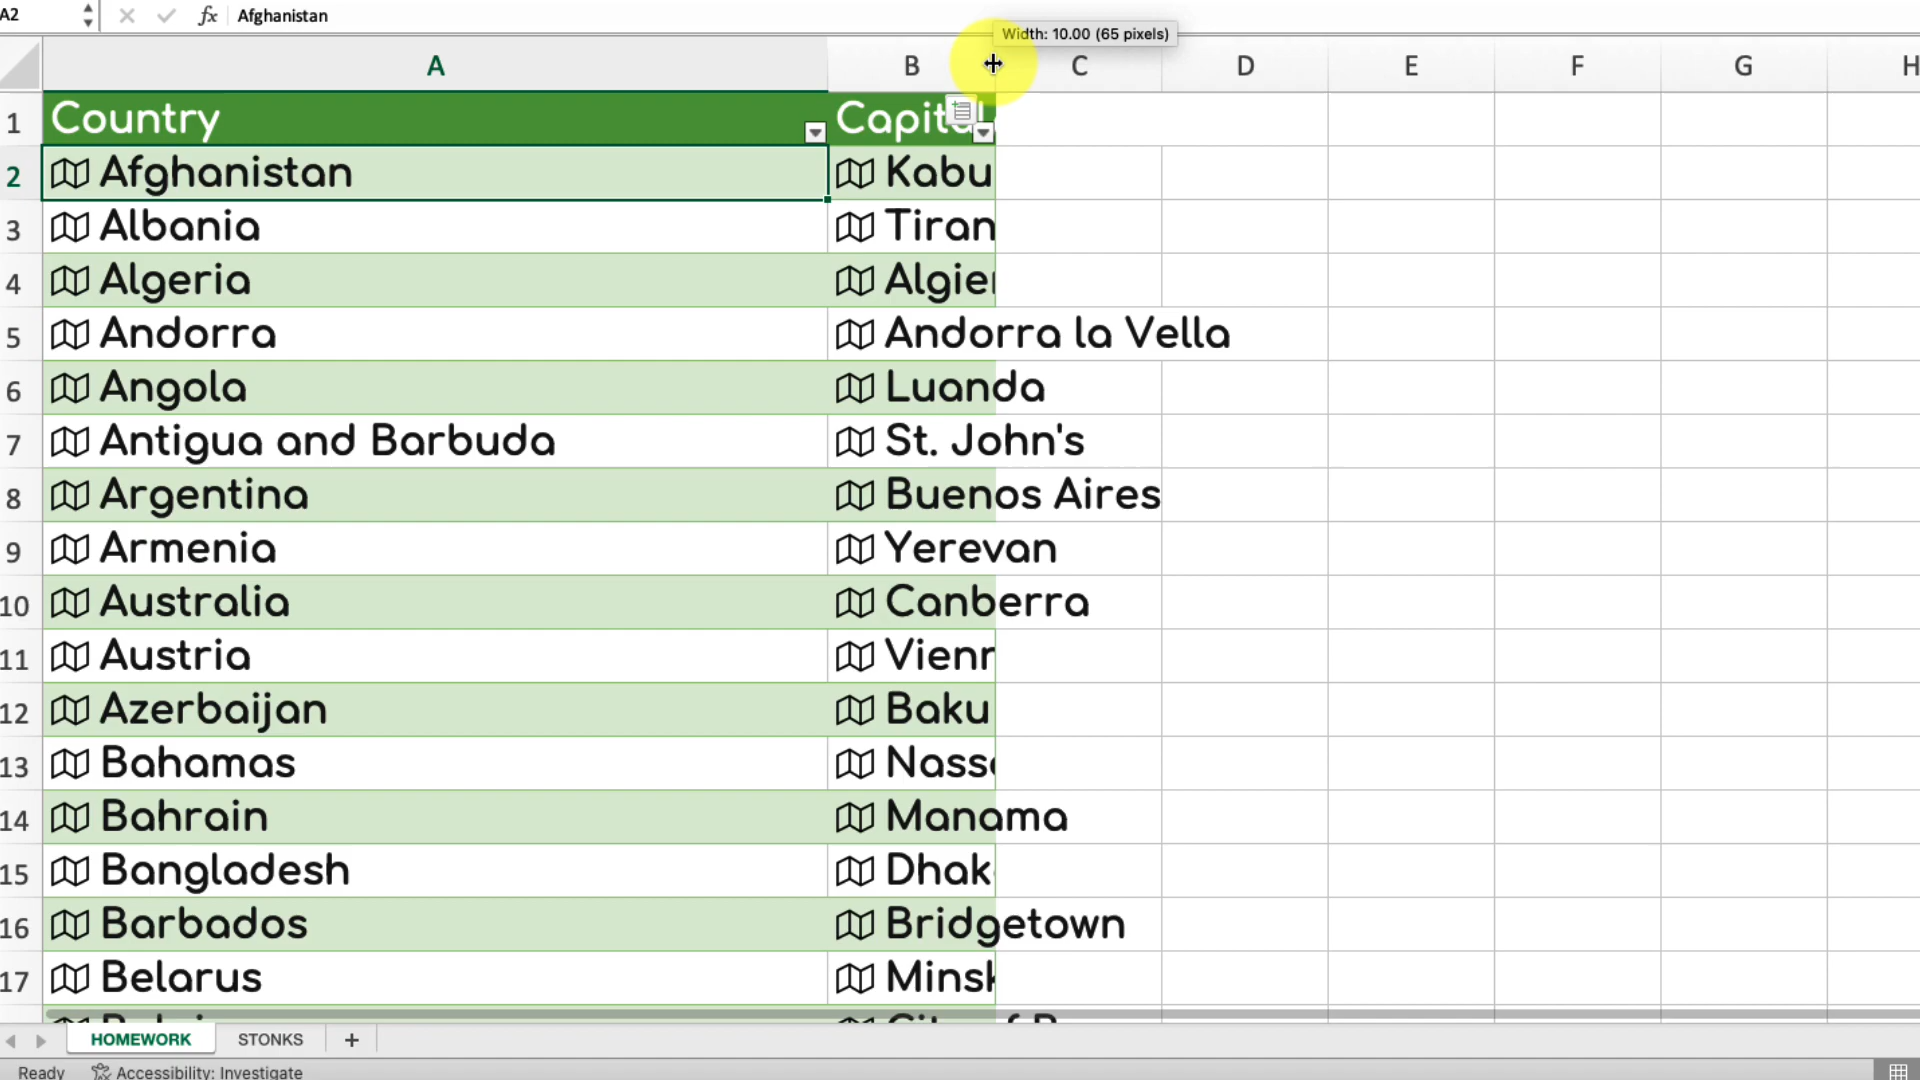 A2 fx Afghanistan
Width: 10.00 (65 pixels)
A B C D E F G H
1 Country Capital
2 Afghanistan Kabu
3 Albania Tiran
4 Algeria Algie
5 Andorra Andorra la Vella
6 Angola Luanda
7 Antigua and Barbuda St. John's
8 Argentina Buenos Aires
9 Armenia Yerevan
10 Australia Canberra
11 Austria Vien
12 Azerbaijan Baku
13 Bahamas Nass
14 Bahrain Manama
15 Bangladesh Dhak
16 Barbados Bridgetown
17 Belarus Minsk
HOMEWORK STONKS +
Ready Accessibility: Investigate